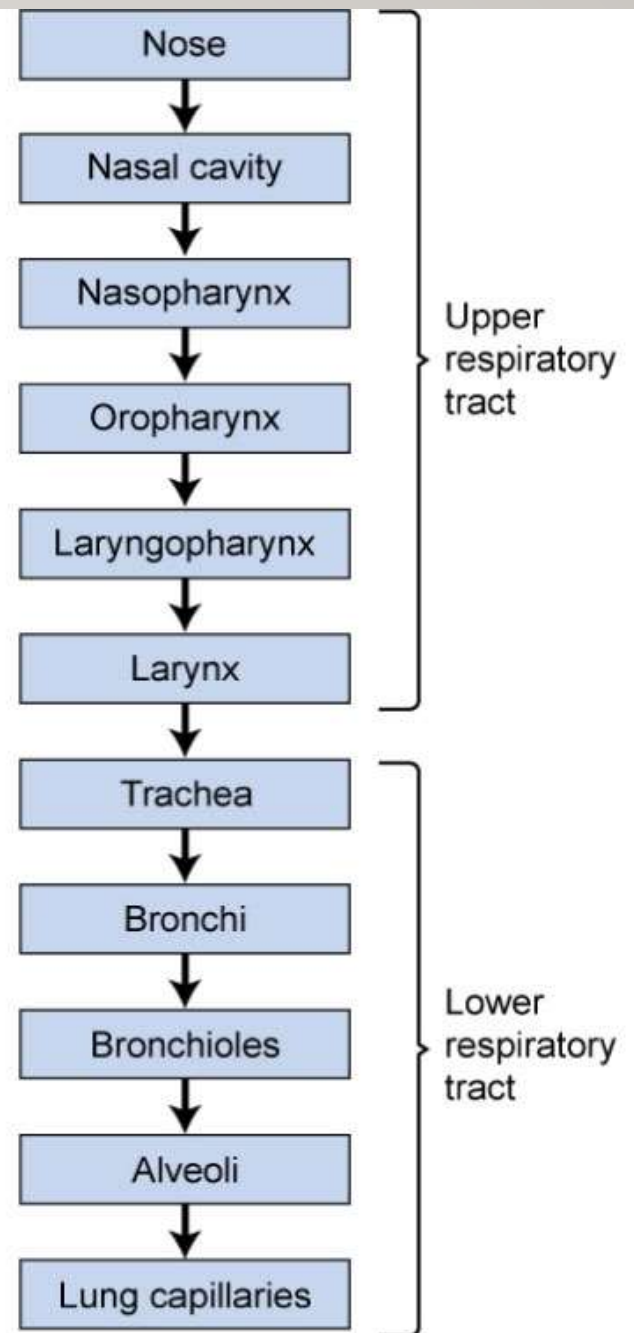 Nose
Nasal cavity
Nasopharynx
Oropharynx
Laryngopharynx
Larynx
Upper
respiratory
tract
Trachea
Bronchi
Bronchioles
Alveoli
Lung capillaries
Lower
respiratory
tract